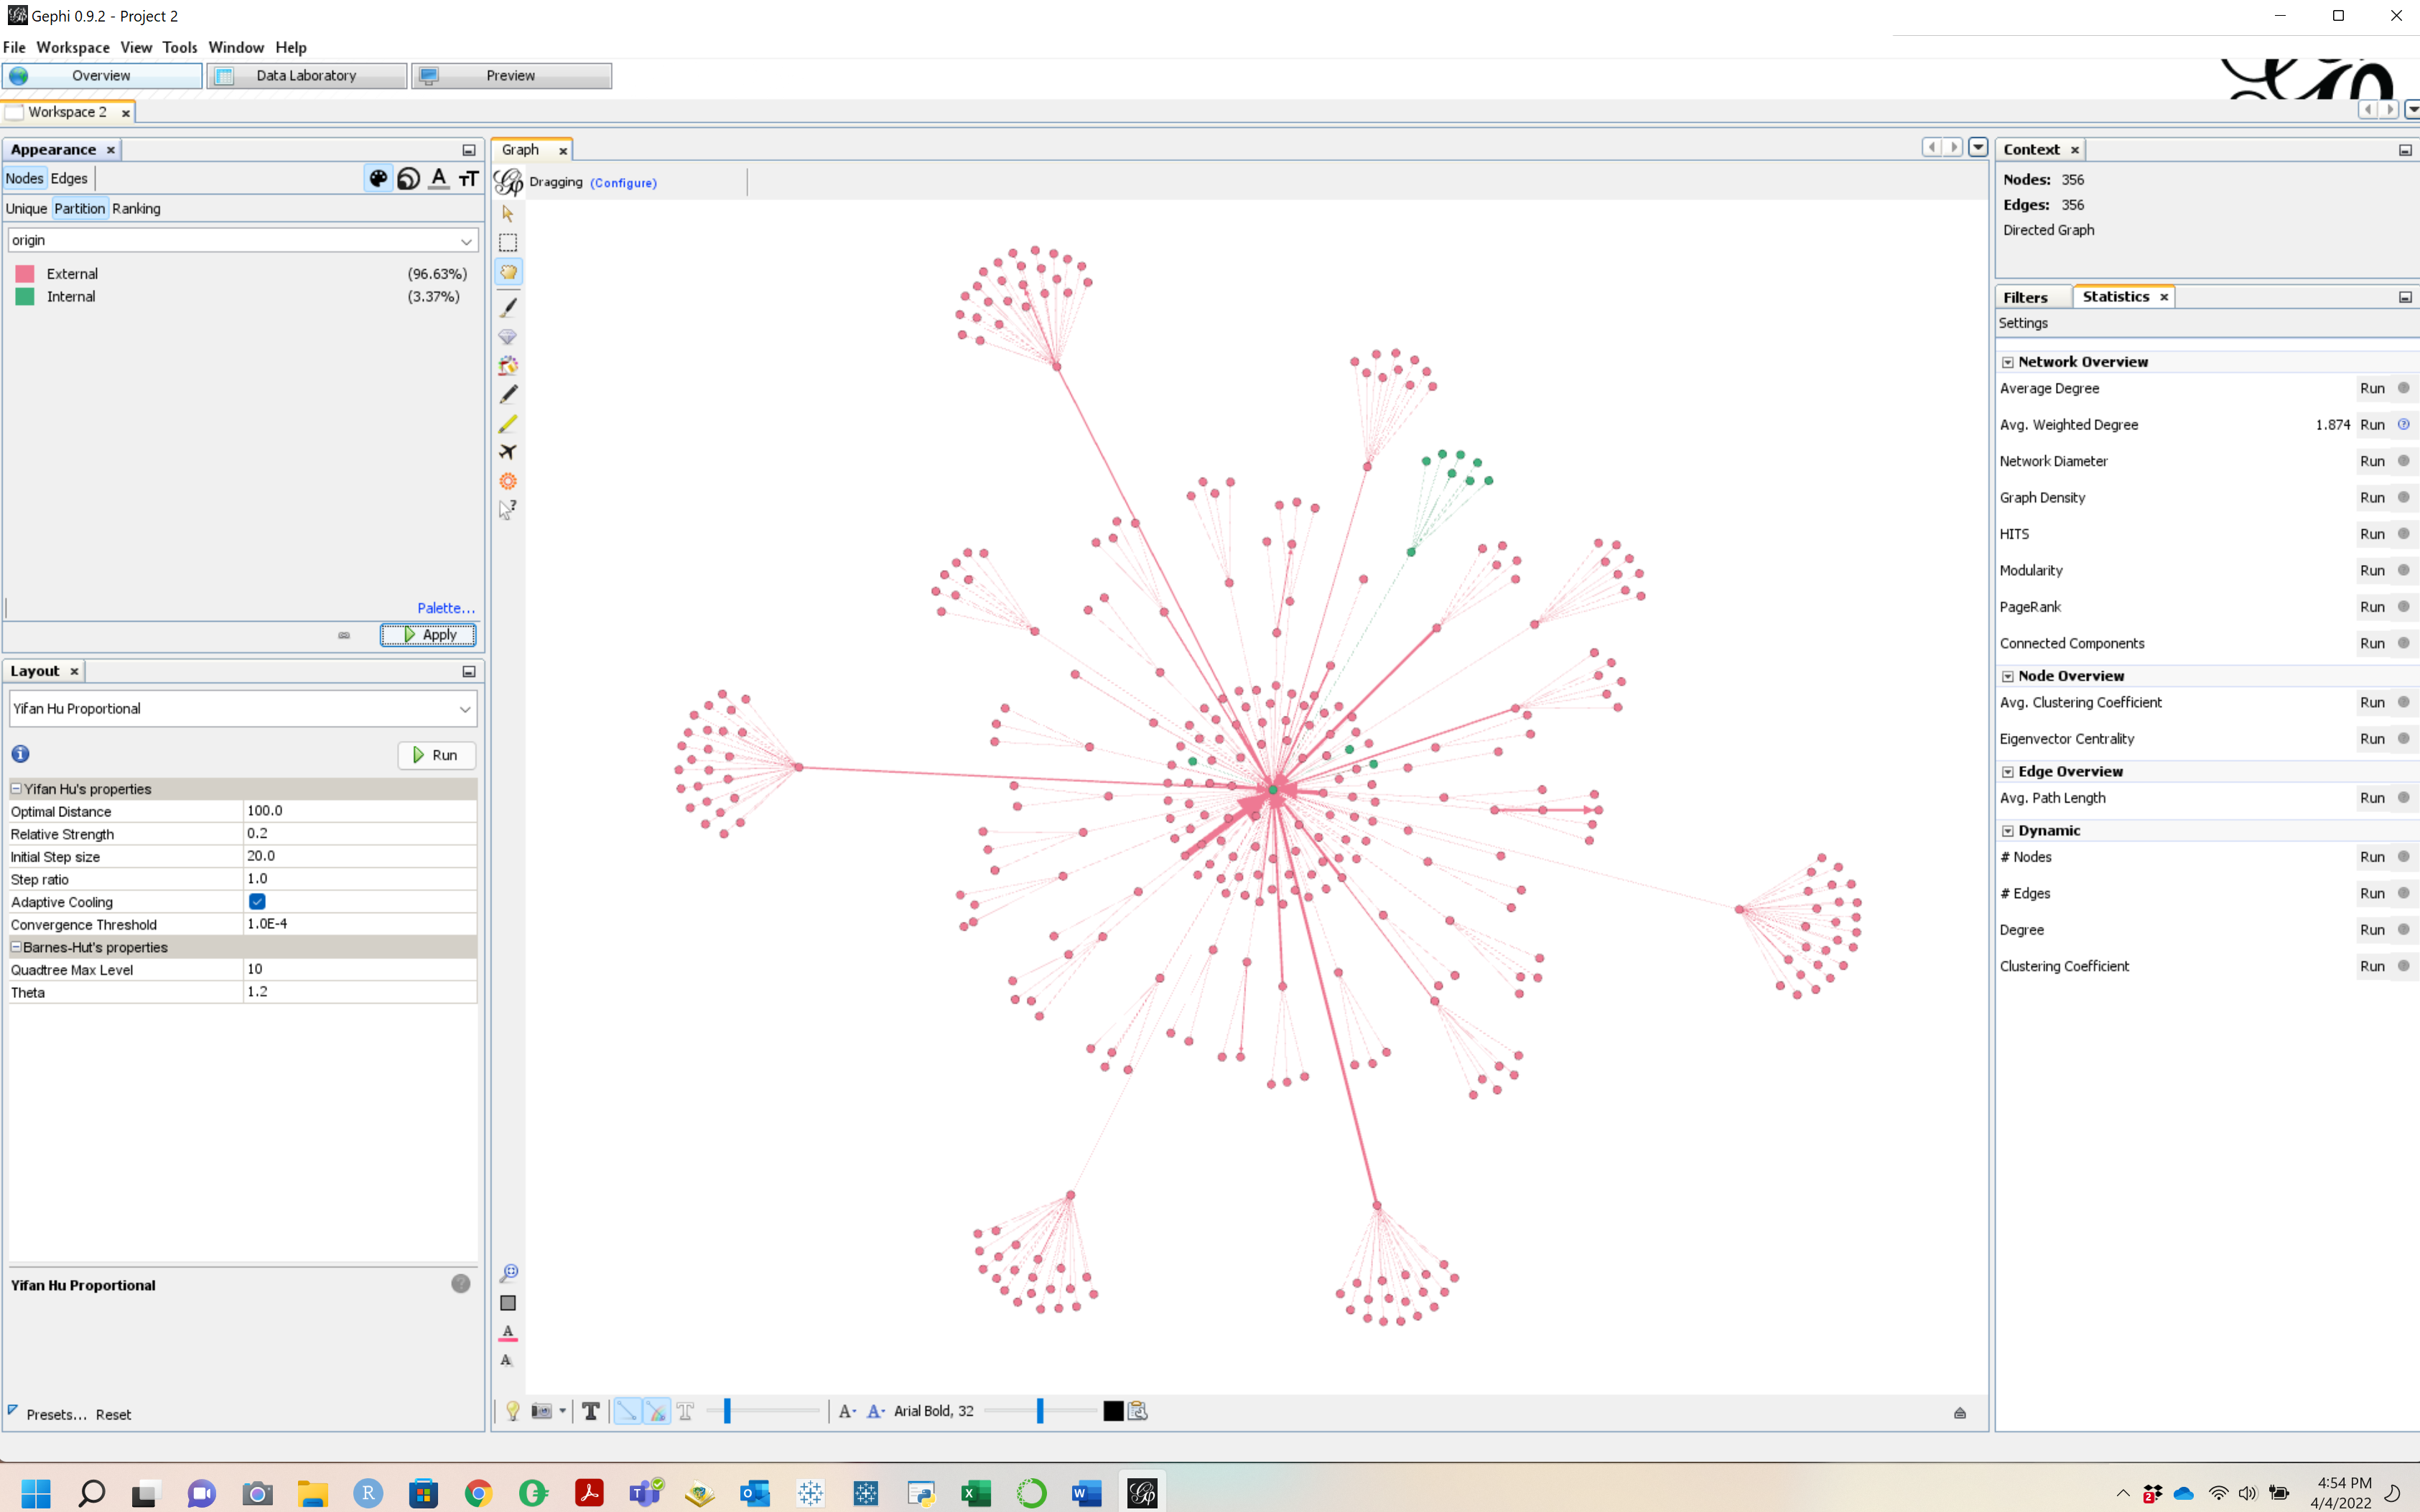 Gephi 0.9.2 - Project 2
File Workspace View Tools Window Help
Overview Data Laboratory Preview
Workspace 2
Appearance
Nodes Edges
Unique Partition Ranking
origin
External (96.63%)
Internal (3.37%)
Palette...
Apply
Layout
Yifan Hu Proportional
Run
Yifan Hu's properties
Optimal Distance 100.0
Relative Strength 0.2
Initial Step size 20.0
Step ratio 1.0
Adaptive Cooling
Convergence Threshold 1.0E-4
Barnes-Hut's properties
Quadtree Max Level 10
Theta 1.2
Yifan Hu Proportional
Presets... Reset
Graph
Dragging (Configure)
Arial Bold, 32
Context
Nodes: 356
Edges: 356
Directed Graph
Filters Statistics
Settings
Network Overview
Average Degree Run
Avg. Weighted Degree 1.874 Run
Network Diameter Run
Graph Density Run
HITS Run
Modularity Run
PageRank Run
Connected Components Run
Node Overview
Avg. Clustering Coefficient Run
Eigenvector Centrality Run
Edge Overview
Avg. Path Length Run
Dynamic
# Nodes Run
# Edges Run
Degree Run
Clustering Coefficient Run
4:54 PM
4/4/2022